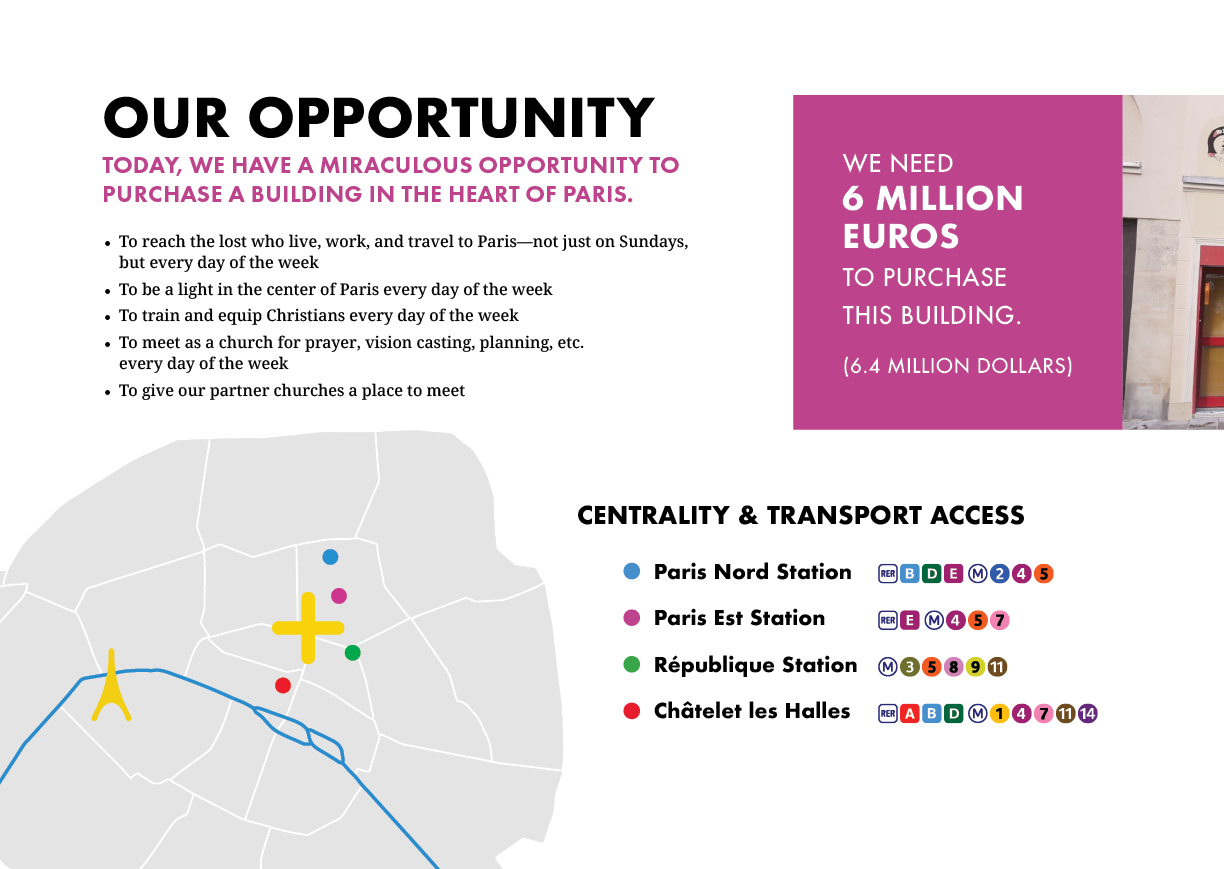 OUR OPPORTUNITY
TODAY, WE HAVE A MIRACULOUS OPPORTUNITY TO
PURCHASE A BUILDING IN THE HEART OF PARIS.
• To reach the lost who live, work, and travel to Paris—not just on Sundays,
but every day of the week
• To be a light in the center of Paris every day of the week
• To train and equip Christians every day of the week
• To meet as a church for prayer, vision casting, planning, etc.
every day of the week
• To give our partner churches a place to meet
WE NEED
6 MILLION
EUROS
TO PURCHASE
THIS BUILDING.
(6.4 MILLION DOLLARS)
CENTRALITY & TRANSPORT ACCESS
Paris Nord Station RER B D E M 2 4 5
Paris Est Station RER E M 4 5 7
République Station M 3 5 8 9 11
Châtelet les Halles RER A B D M 1 4 7 11 14